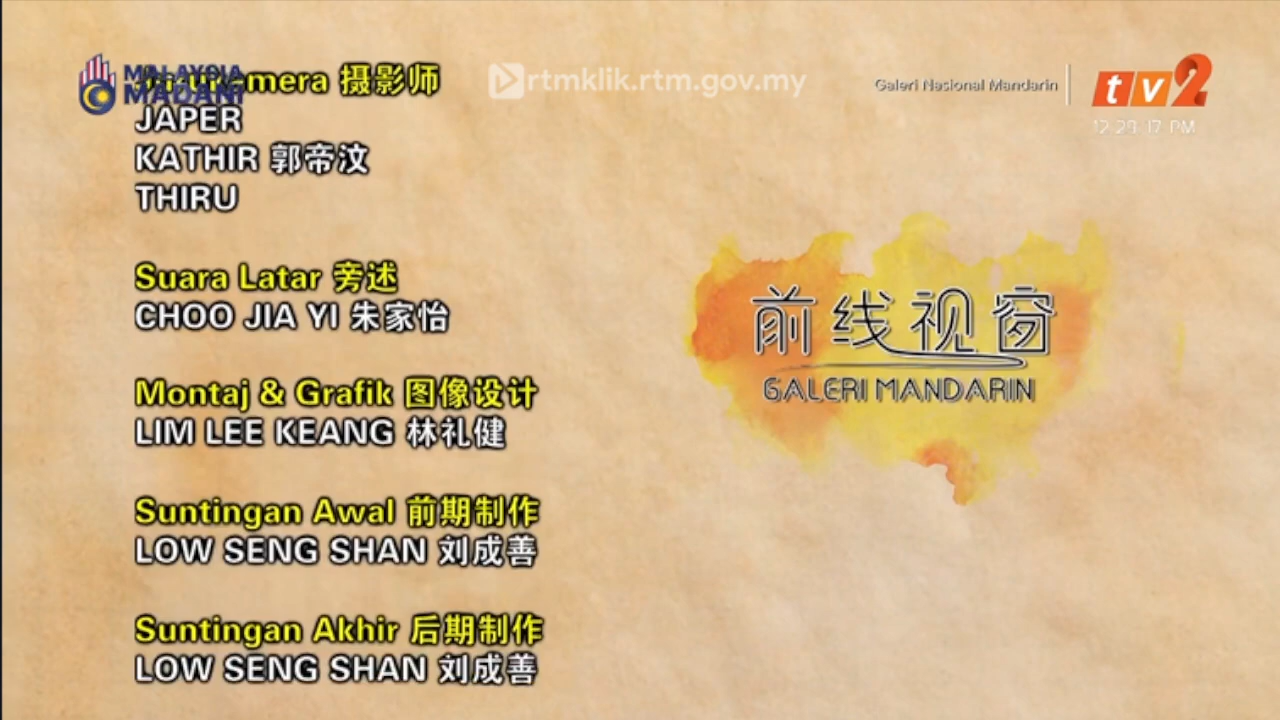 MALAYSIA
MADANI
rtmklik.rtm.gov.my
Galeri Nasional Mandarin
tv2
PM
摄影师
JAPER
KATHIR 郭帝汶
THIRU
Suara Latar 旁述
CHOO JIA YI 朱家怡
Montaj & Grafik 图像设计
LIM LEE KEANG 林礼健
Suntingan Awal 前期制作
LOW SENG SHAN 刘成善
Suntingan Akhir 后期制作
LOW SENG SHAN 刘成善
前线视窗
GALERI MANDARIN